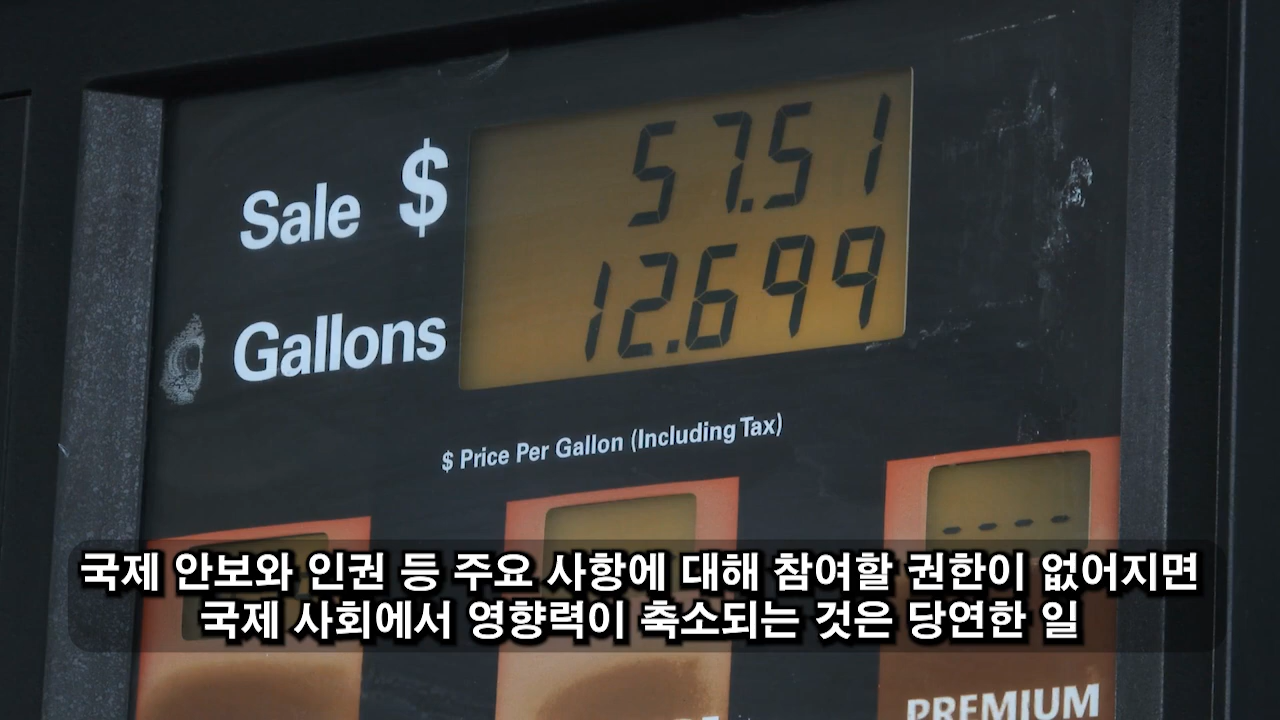 Sale $ 57.51
Gallons 12.699
$ Price Per Gallon (Including Tax)
- - - -
국제 안보와 인권 등 주요 사항에 대해 참여할 권한이 없어지면
국제 사회에서 영향력이 축소되는 것은 당연한 일
PREMIUM